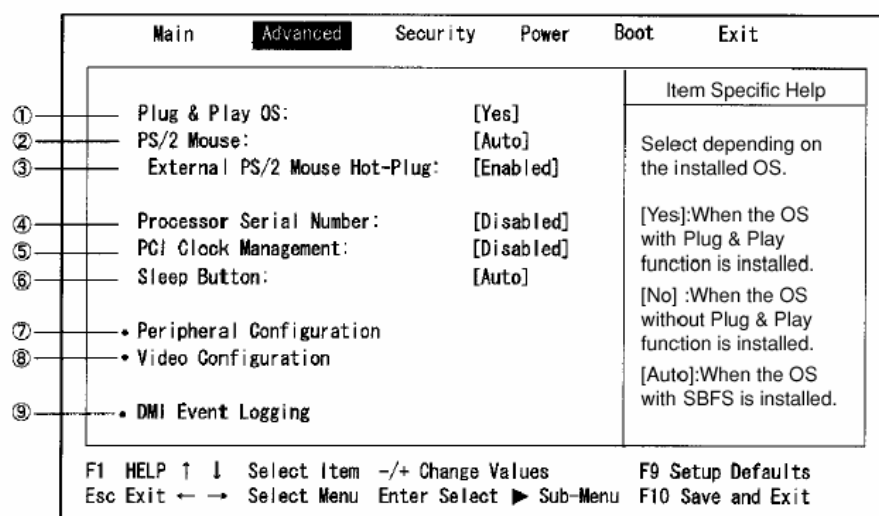 Main Advanced Security Power Boot Exit
Item Specific Help
① Plug & Play OS: [Yes]
② PS/2 Mouse: [Auto]
③ External PS/2 Mouse Hot-Plug: [Enabled]
④ Processor Serial Number: [Disabled]
⑤ PCI Clock Management: [Disabled]
⑥ Sleep Button: [Auto]
⑦ • Peripheral Configuration
⑧ • Video Configuration
⑨ • DMI Event Logging
Select depending on
the installed OS.
[Yes]:When the OS
with Plug & Play
function is installed.
[No] :When the OS
without Plug & Play
function is installed.
[Auto]:When the OS
with SBFS is installed.
F1 HELP ↑ ↓ Select Item -/+ Change Values F9 Setup Defaults
Esc Exit ← → Select Menu Enter Select ▶ Sub-Menu F10 Save and Exit